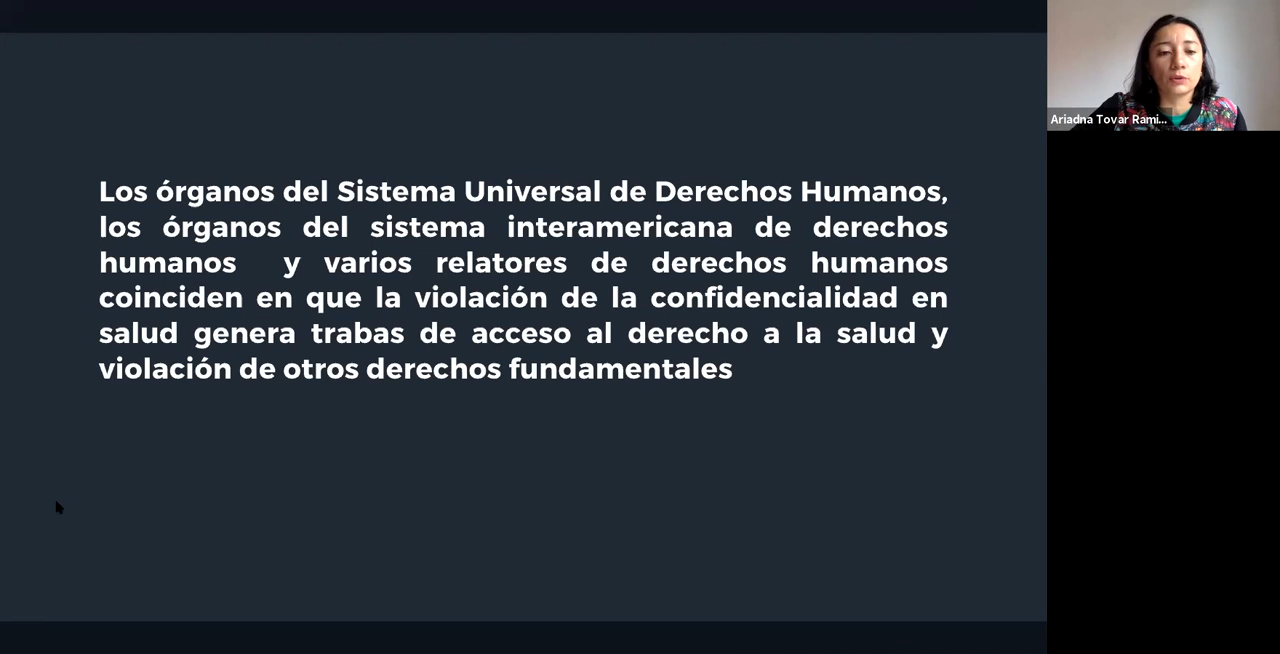 Los órganos del Sistema Universal de Derechos Humanos,
los órganos del sistema interamericana de derechos
humanos y varios relatores de derechos humanos
coinciden en que la violación de la confidencialidad en
salud genera trabas de acceso al derecho a la salud y
violación de otros derechos fundamentales
Ariadna Tovar Rami...